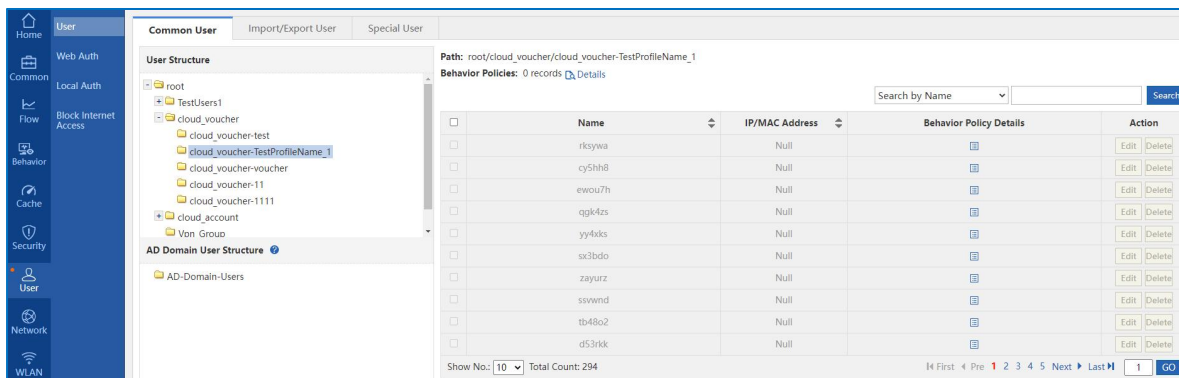 Home
Common
Flow
Behavior
Cache
Security
User
Network
WLAN
User
Web Auth
Local Auth
Block Internet
Access
Common User Import/Export User Special User
User Structure
root
TestUsers1
cloud_voucher
cloud_voucher-test
cloud_voucher-TestProfileName_1
cloud_voucher-voucher
cloud_voucher-11
cloud_voucher-1111
cloud_account
Vpn_Group
AD Domain User Structure
AD-Domain-Users
Path: root/cloud_voucher/cloud_voucher-TestProfileName_1
Behavior Policies: 0 records Details
Search by Name Search
Name IP/MAC Address Behavior Policy Details Action
rksywa Null Edit Delete
cy5hh8 Null Edit Delete
ewou7h Null Edit Delete
qgk4zs Null Edit Delete
yy4xks Null Edit Delete
sx3bdo Null Edit Delete
zayurz Null Edit Delete
ssvwnd Null Edit Delete
tb48o2 Null Edit Delete
d53rkk Null Edit Delete
Show No.: 10 Total Count: 294 First Pre 1 2 3 4 5 Next Last 1 GO